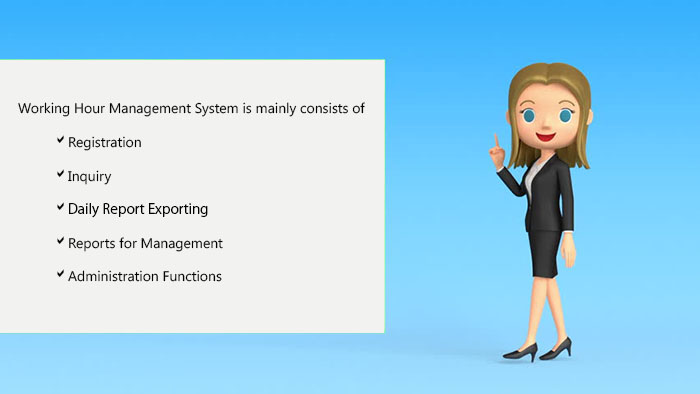 Working Hour Management System is mainly consists of
Registration
Inquiry
Daily Report Exporting
Reports for Management
Administration Functions